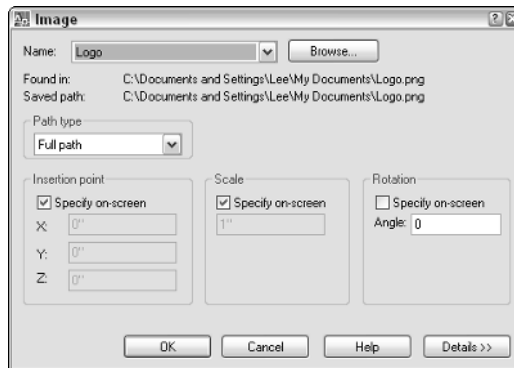 Image
Name: Logo Browse...
Found in: C:\Documents and Settings\Lee\My Documents\Logo.png
Saved path: C:\Documents and Settings\Lee\My Documents\Logo.png
Path type
Full path
Insertion point
Specify on-screen
X: 0"
Y: 0"
Z: 0"
Scale
Specify on-screen
1"
Rotation
Specify on-screen
Angle: 0
OK Cancel Help Details >>